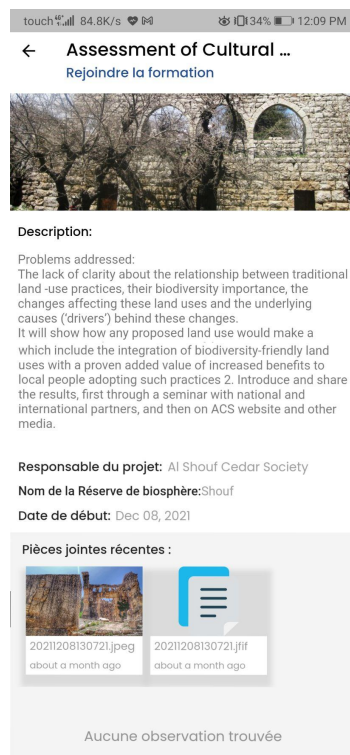 touch 4G 84.8K/s 34% 12:09 PM
Assessment of Cultural ...
Rejoindre la formation
Description:
Problems addressed:
The lack of clarity about the relationship between traditional
land -use practices, their biodiversity importance, the
changes affecting these land uses and the underlying
causes (‘drivers’) behind these changes.
It will show how any proposed land use would make a
which include the integration of biodiversity-friendly land
uses with a proven added value of increased benefits to
local people adopting such practices 2. Introduce and share
the results, first through a seminar with national and
international partners, and then on ACS website and other
media.
Responsable du projet: Al Shouf Cedar Society
Nom de la Réserve de biosphère:Shouf
Date de début: Dec 08, 2021
Pièces jointes récentes :
20211208130721.jpeg 20211208130721.jfif
about a month ago about a month ago
Aucune observation trouvée